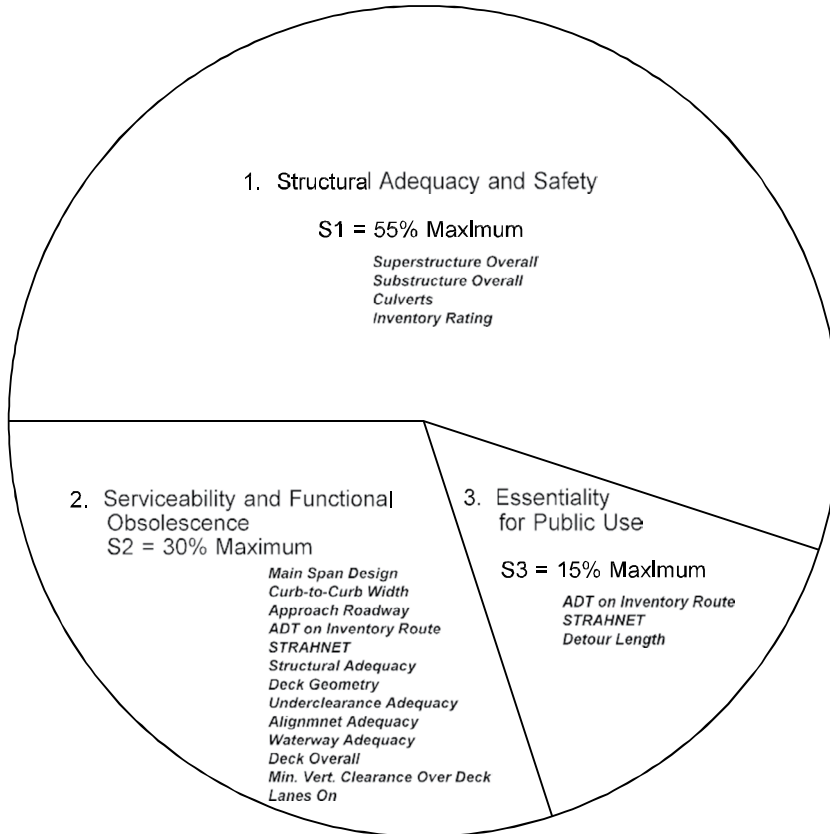 1. Structural Adequacy and Safety
S1 = 55% MaxImum
Superstructure Overall
Substructure Overall
Culverts
Inventory Rating
2. Serviceability and Functional
Obsolescence
S2 = 30% Maximum
Main Span Design
Curb-to-Curb Width
Approach Roadway
ADT on Inventory Route
STRAHNET
Structural Adequacy
Deck Geometry
Underclearance Adequacy
Alignmnet Adequacy
Waterway Adequacy
Deck Overall
Min. Vert. Clearance Over Deck
Lanes On
3. Essentiality
for Public Use
S3 = 15% MaxImum
ADT on Inventory Route
STRAHNET
Detour Length